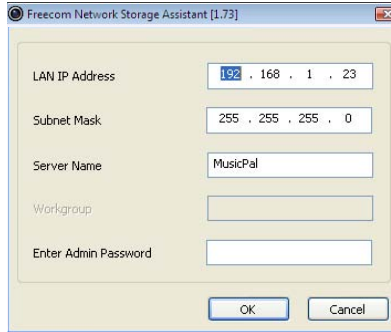 Freecom Network Storage Assistant [1.73]
LAN IP Address 192 . 168 . 1 . 23
Subnet Mask 255 . 255 . 255 . 0
Server Name MusicPal
Workgroup
Enter Admin Password
OK Cancel